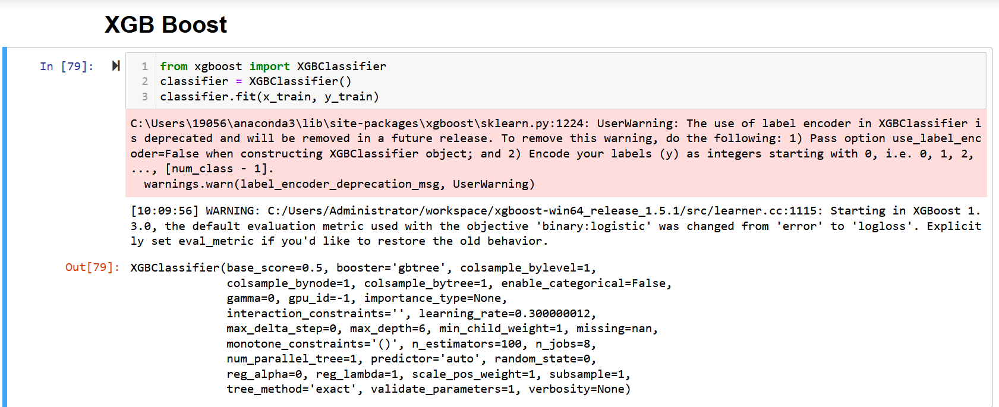 XGB Boost
In [79]:
1 from xgboost import XGBClassifier
2 classifier = XGBClassifier()
3 classifier.fit(x_train, y_train)
C:\Users\19056\anaconda3\lib\site-packages\xgboost\sklearn.py:1224: UserWarning: The use of label encoder in XGBClassifier i
s deprecated and will be removed in a future release. To remove this warning, do the following: 1) Pass option use_label_enc
oder=False when constructing XGBClassifier object; and 2) Encode your labels (y) as integers starting with 0, i.e. 0, 1, 2,
..., [num_class - 1].
  warnings.warn(label_encoder_deprecation_msg, UserWarning)
[10:09:56] WARNING: C:/Users/Administrator/workspace/xgboost-win64_release_1.5.1/src/learner.cc:1115: Starting in XGBoost 1.
3.0, the default evaluation metric used with the objective 'binary:logistic' was changed from 'error' to 'logloss'. Explicit
ly set eval_metric if you'd like to restore the old behavior.
Out[79]: XGBClassifier(base_score=0.5, booster='gbtree', colsample_bylevel=1,
colsample_bynode=1, colsample_bytree=1, enable_categorical=False,
gamma=0, gpu_id=-1, importance_type=None,
interaction_constraints='', learning_rate=0.300000012,
max_delta_step=0, max_depth=6, min_child_weight=1, missing=nan,
monotone_constraints='()', n_estimators=100, n_jobs=8,
num_parallel_tree=1, predictor='auto', random_state=0,
reg_alpha=0, reg_lambda=1, scale_pos_weight=1, subsample=1,
tree_method='exact', validate_parameters=1, verbosity=None)